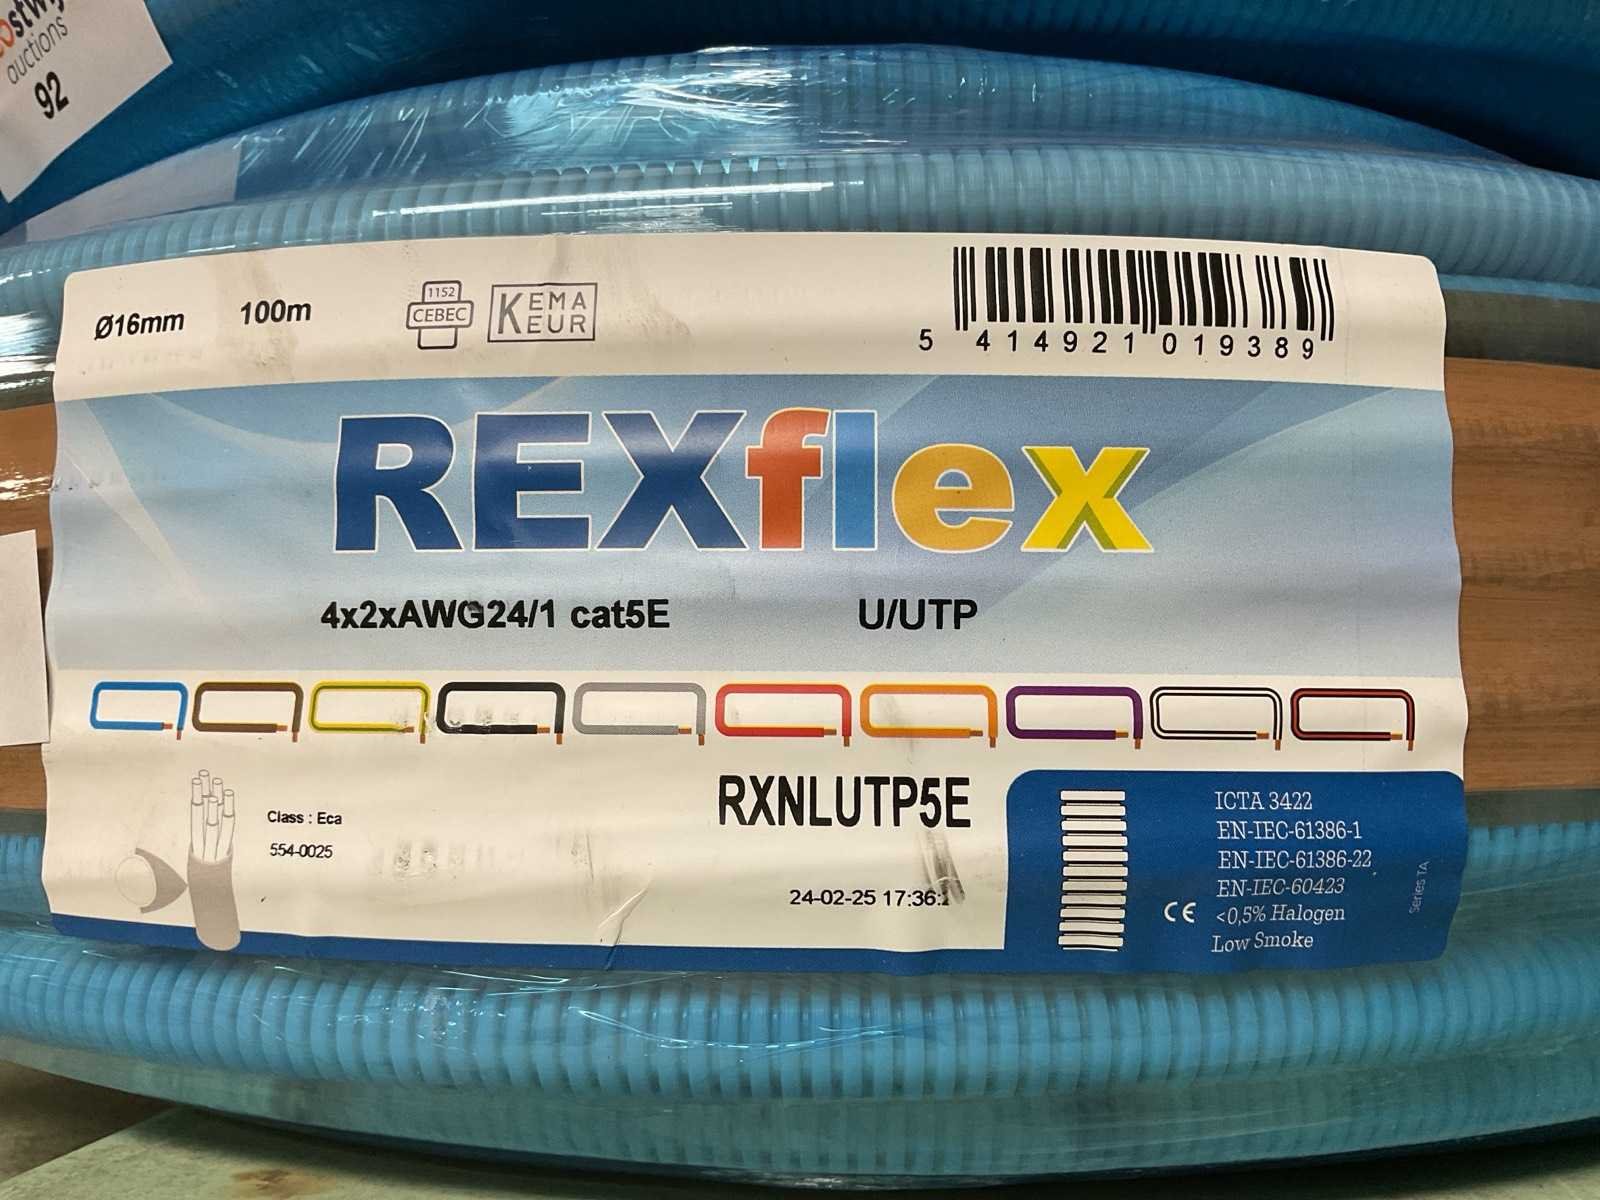 auctions
92
Ø16mm 100m 1152 CEBEC KEMA KEUR
5 414921 019389
REXflex
4x2xAWG24/1 cat5E U/UTP
RXNLUTP5E
Class : Eca
554-0025
24-02-25 17:36:
ICTA 3422
EN-IEC-61386-1
EN-IEC-61386-22
EN-IEC-60423
CE <0,5% Halogen
Low Smoke
Series TA